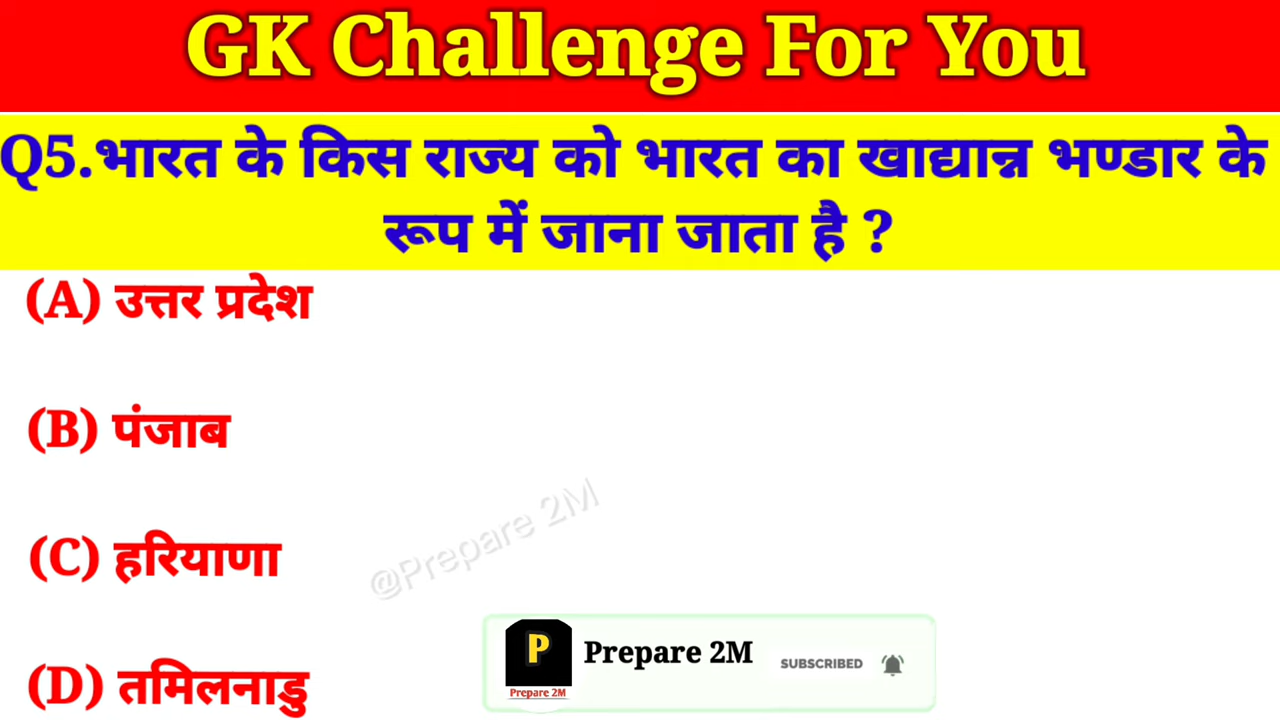 GK Challenge For You
Q5.भारत के किस राज्य को भारत का खाद्यान्न भण्डार के
रूप में जाना जाता है ?
(A) उत्तर प्रदेश
(B) पंजाब
(C) हरियाणा
(D) तमिलनाडु
@Prepare 2M
P
Prepare 2M
Prepare 2M
SUBSCRIBED